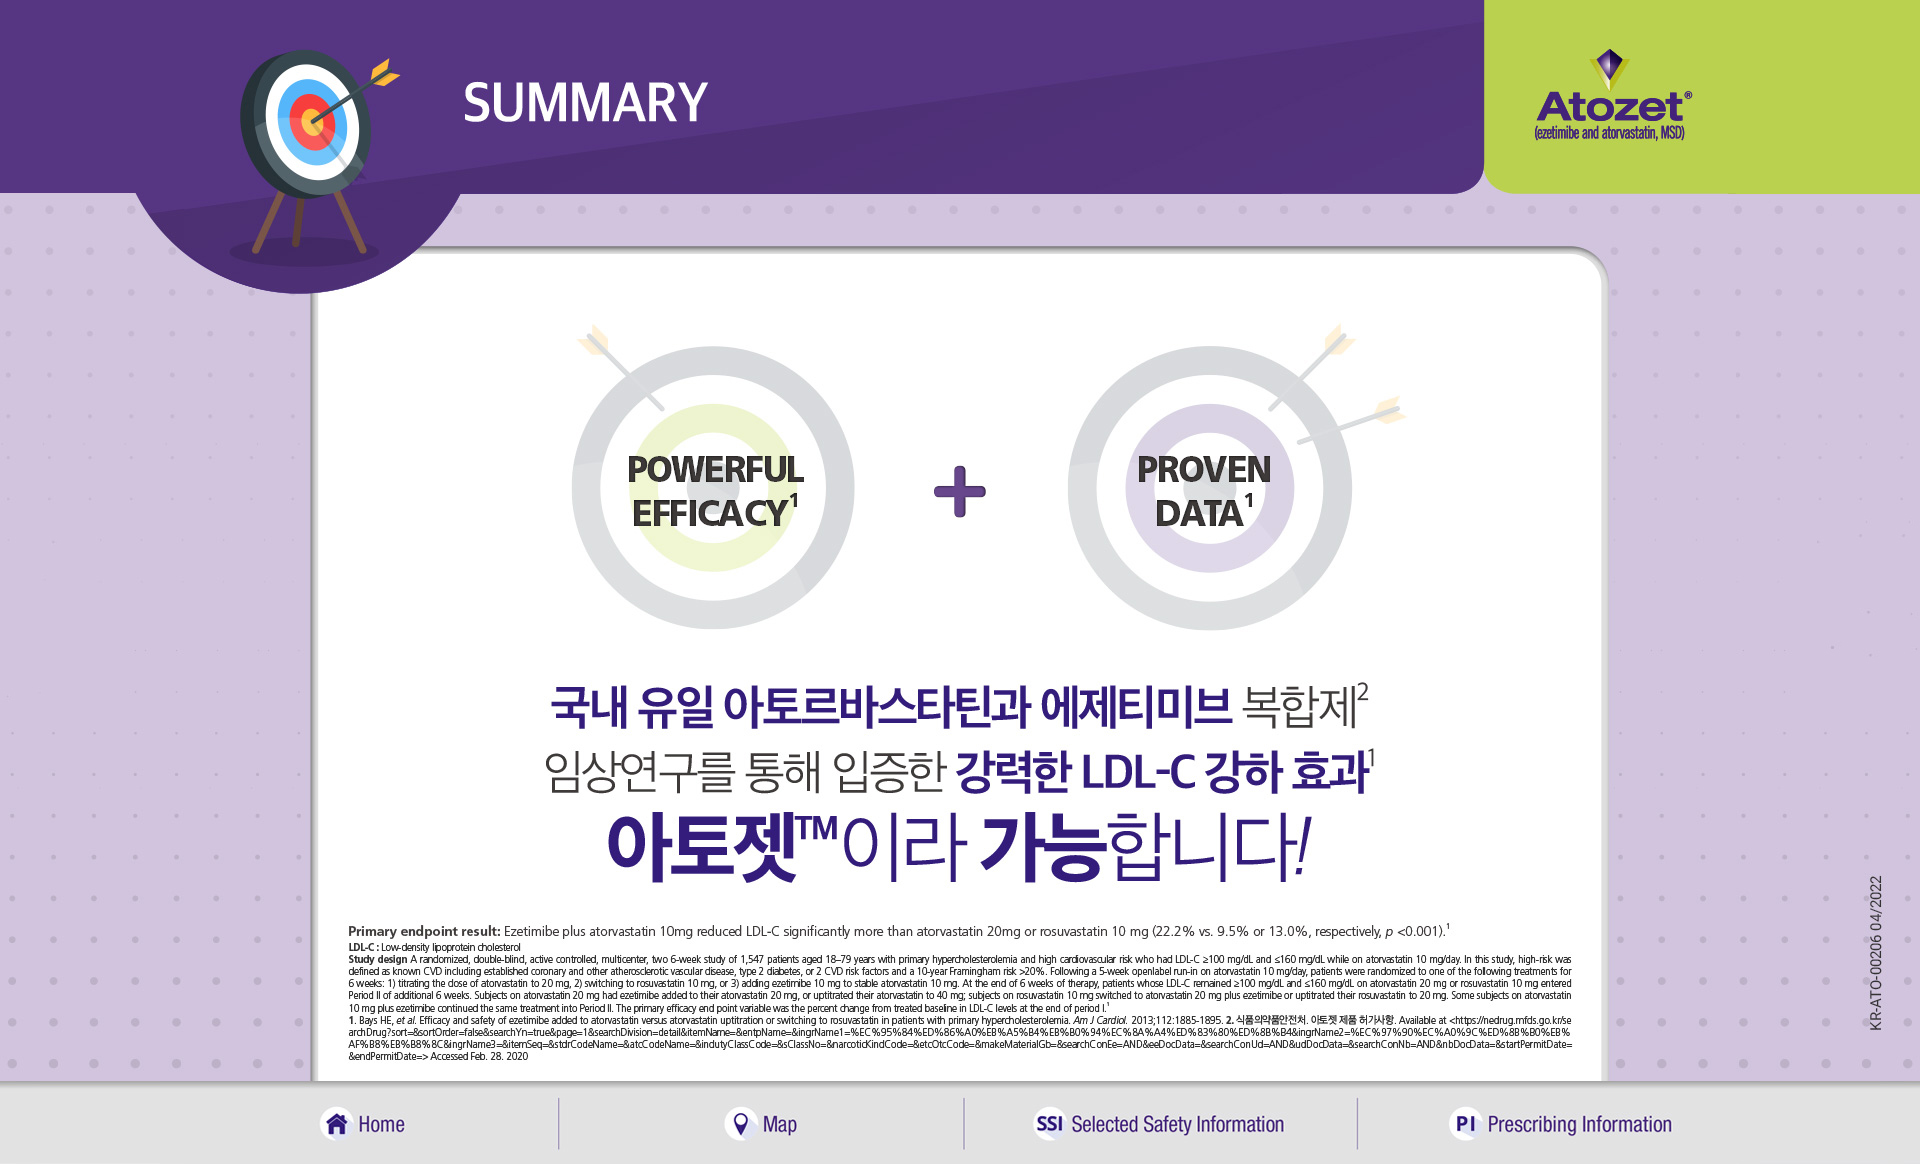 SUMMARY
Atozet®
(ezetimibe and atorvastatin, MSD)
POWERFUL
EFFICACY1
PROVEN
DATA1
국내 유일 아토르바스타틴과 에제티미브 복합제2
임상연구를 통해 입증한 강력한 LDL-C 강하 효과1
아토젯™이라 가능합니다!
Primary endpoint result: Ezetimibe plus atorvastatin 10mg reduced LDL-C significantly more than atorvastatin 20mg or rosuvastatin 10 mg (22.2% vs. 9.5% or 13.0%, respectively, p <0.001).1
LDL-C : Low-density lipoprotein cholesterol
Study design A randomized, double-blind, active controlled, multicenter, two 6-week study of 1,547 patients aged 18–79 years with primary hypercholesterolemia and high cardiovascular risk who had LDL-C ≥100 mg/dL and ≤160 mg/dL while on atorvastatin 10 mg/day. In this study, high-risk was
defined as known CVD including established coronary and other atherosclerotic vascular disease, type 2 diabetes, or 2 CVD risk factors and a 10-year Framingham risk >20%. Following a 5-week openlabel run-in on atorvastatin 10 mg/day, patients were randomized to one of the following treatments for
6 weeks: 1) titrating the dose of atorvastatin to 20 mg, 2) switching to rosuvastatin 10 mg, or 3) adding ezetimibe 10 mg to stable atorvastatin 10 mg. At the end of 6 weeks of therapy, patients whose LDL-C remained ≥100 mg/dL and ≤160 mg/dL on atorvastatin 20 mg or rosuvastatin 10 mg entered
Period II of additional 6 weeks. Subjects on atorvastatin 20 mg had ezetimibe added to their atorvastatin 20 mg, or uptitrated their atorvastatin to 40 mg; subjects on rosuvastatin 10 mg switched to atorvastatin 20 mg plus ezetimibe or uptitrated their rosuvastatin to 20 mg. Some subjects on atorvastatin
10 mg plus ezetimibe continued the same treatment into Period II. The primary efficacy end point variable was the percent change from treated baseline in LDL-C levels at the end of period I.1
1. Bays HE, et al. Efficacy and safety of ezetimibe added to atorvastatin versus atorvastatin uptitration or switching to rosuvastatin in patients with primary hypercholesterolemia. Am J Cardiol. 2013;112:1885-1895. 2. 식품의약품안전처. 아토젯 제품 허가사항. Available at <https://nedrug.mfds.go.kr/se
archDrug?sort=&sortOrder=false&searchYn=true&page=1&searchDivision=detail&itemName=&entpName=&ingrName1=%EC%95%84%ED%86%A0%EB%A5%B4%EB%B0%94%EC%8A%A4%ED%83%80%ED%8B%B4&ingrName2=%EC%97%90%EC%A0%9C%ED%8B%B0%EB%
AF%B8%EB%B8%8C&ingrName3=&itemSeq=&stdrCodeName=&atcCodeName=&indutyClassCode=&sClassNo=&narcoticKindCode=&etcOtcCode=&makeMaterialGb=&searchConEe=AND&eeDocData=&searchConUd=AND&udDocData=&searchConNb=AND&nbDocData=&startPermitDate=
&endPermitDate=> Accessed Feb. 28. 2020
KR-ATO-00206 04/2022
Home
Map
SSI Selected Safety Information
PI Prescribing Information